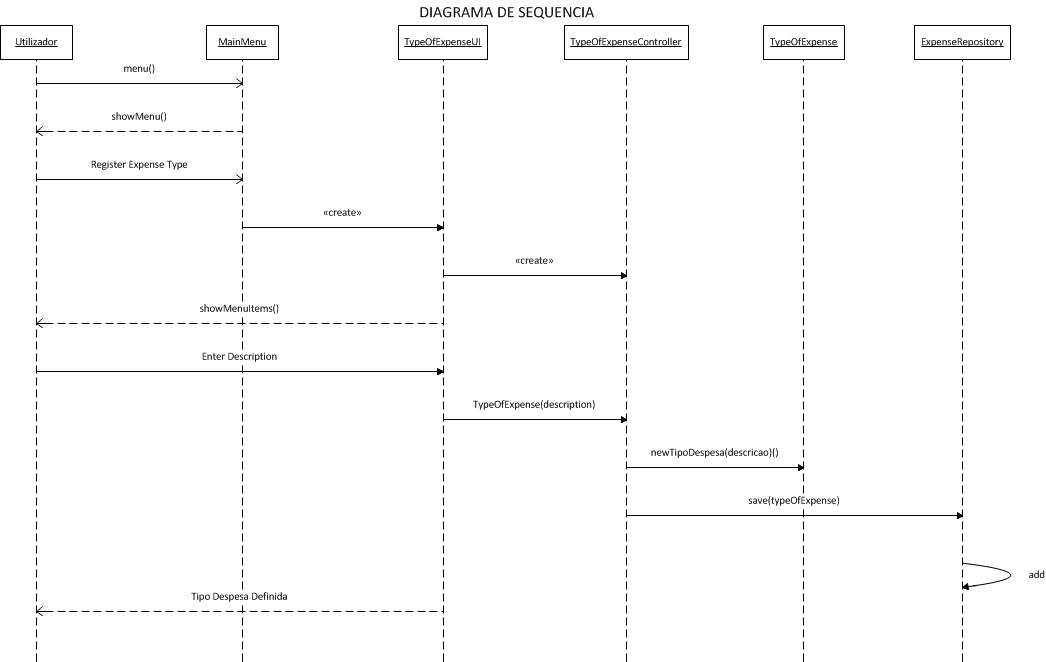 DIAGRAMA DE SEQUENCIA
Utilizador
MainMenu
TypeOfExpenseUI
TypeOfExpenseController
TypeOfExpense
ExpenseRepository
menu()
showMenu()
Register Expense Type
«create»
«create»
showMenuItems()
Enter Description
TypeOfExpense(description)
newTipoDespesa(descricao)()
save(typeOfExpense)
add
Tipo Despesa Definida